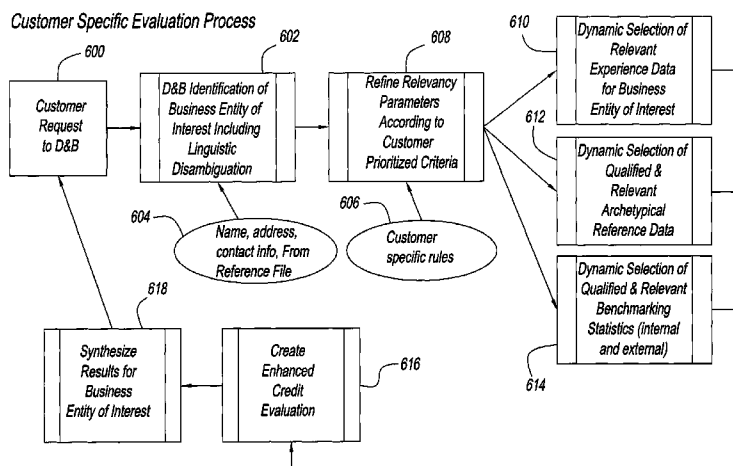 Customer Specific Evaluation Process
600
Customer
Request
to D&B
602
D&B Identification of
Business Entity of
Interest Including
Linguistic
Disambiguation
608
Refine Relevancy
Parameters
According to
Customer
Prioritized Criteria
610
Dynamic Selection of
Relevant
Experience Data
for Business
Entity of Interest
612
Dynamic Selection of
Qualified &
Relevant
Archetypical
Reference Data
604
Name, address,
contact info, From
Reference File
606
Customer
specific rules
Dynamic Selection of
Qualified & Relevant
Benchmarking
Statistics (internal
and external)
614
618
Synthesize
Results for
Business
Entity of Interest
Create
Enhanced
Credit
Evaluation
616